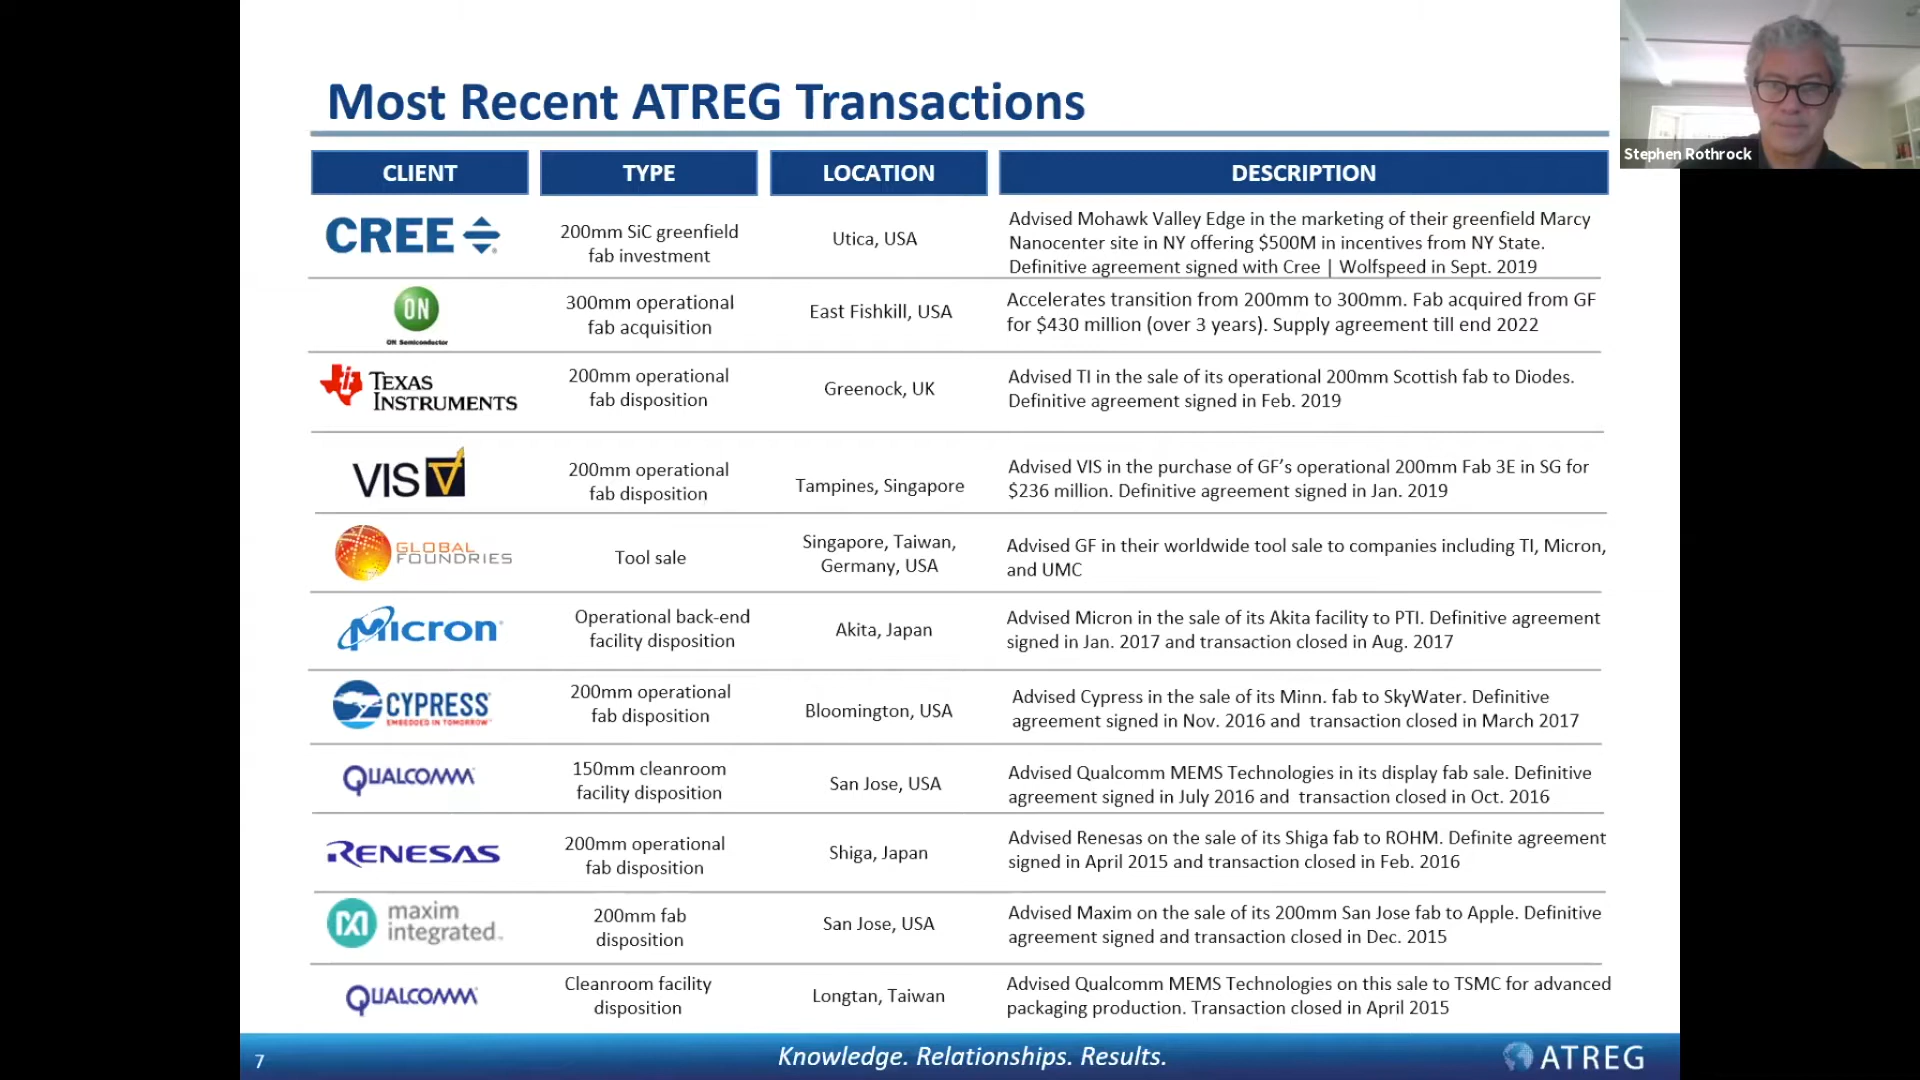 Most Recent ATREG Transactions
Stephen Rothrock
CLIENT TYPE LOCATION DESCRIPTION
CREE
200mm SiC greenfield
fab investment
Utica, USA
Advised Mohawk Valley Edge in the marketing of their greenfield Marcy
Nanocenter site in NY offering $500M in incentives from NY State.
Definitive agreement signed with Cree | Wolfspeed in Sept. 2019
ON
ON Semiconductor
300mm operational
fab acquisition
East Fishkill, USA
Accelerates transition from 200mm to 300mm. Fab acquired from GF
for $430 million (over 3 years). Supply agreement till end 2022
TEXAS
INSTRUMENTS
200mm operational
fab disposition
Greenock, UK
Advised TI in the sale of its operational 200mm Scottish fab to Diodes.
Definitive agreement signed in Feb. 2019
VIS
200mm operational
fab disposition
Tampines, Singapore
Advised VIS in the purchase of GF’s operational 200mm Fab 3E in SG for
$236 million. Definitive agreement signed in Jan. 2019
GLOBAL
FOUNDRIES
Tool sale
Singapore, Taiwan,
Germany, USA
Advised GF in their worldwide tool sale to companies including TI, Micron,
and UMC
Micron
Operational back-end
facility disposition
Akita, Japan
Advised Micron in the sale of its Akita facility to PTI. Definitive agreement
signed in Jan. 2017 and transaction closed in Aug. 2017
CYPRESS
EMBEDDED IN TOMORROW
200mm operational
fab disposition
Bloomington, USA
Advised Cypress in the sale of its Minn. fab to SkyWater. Definitive
agreement signed in Nov. 2016 and transaction closed in March 2017
QUALCOMM
150mm cleanroom
facility disposition
San Jose, USA
Advised Qualcomm MEMS Technologies in its display fab sale. Definitive
agreement signed in July 2016 and transaction closed in Oct. 2016
RENESAS
200mm operational
fab disposition
Shiga, Japan
Advised Renesas on the sale of its Shiga fab to ROHM. Definite agreement
signed in April 2015 and transaction closed in Feb. 2016
maxim
integrated
200mm fab
disposition
San Jose, USA
Advised Maxim on the sale of its 200mm San Jose fab to Apple. Definitive
agreement signed and transaction closed in Dec. 2015
QUALCOMM
Cleanroom facility
disposition
Longtan, Taiwan
Advised Qualcomm MEMS Technologies on this sale to TSMC for advanced
packaging production. Transaction closed in April 2015
7
Knowledge. Relationships. Results.
ATREG